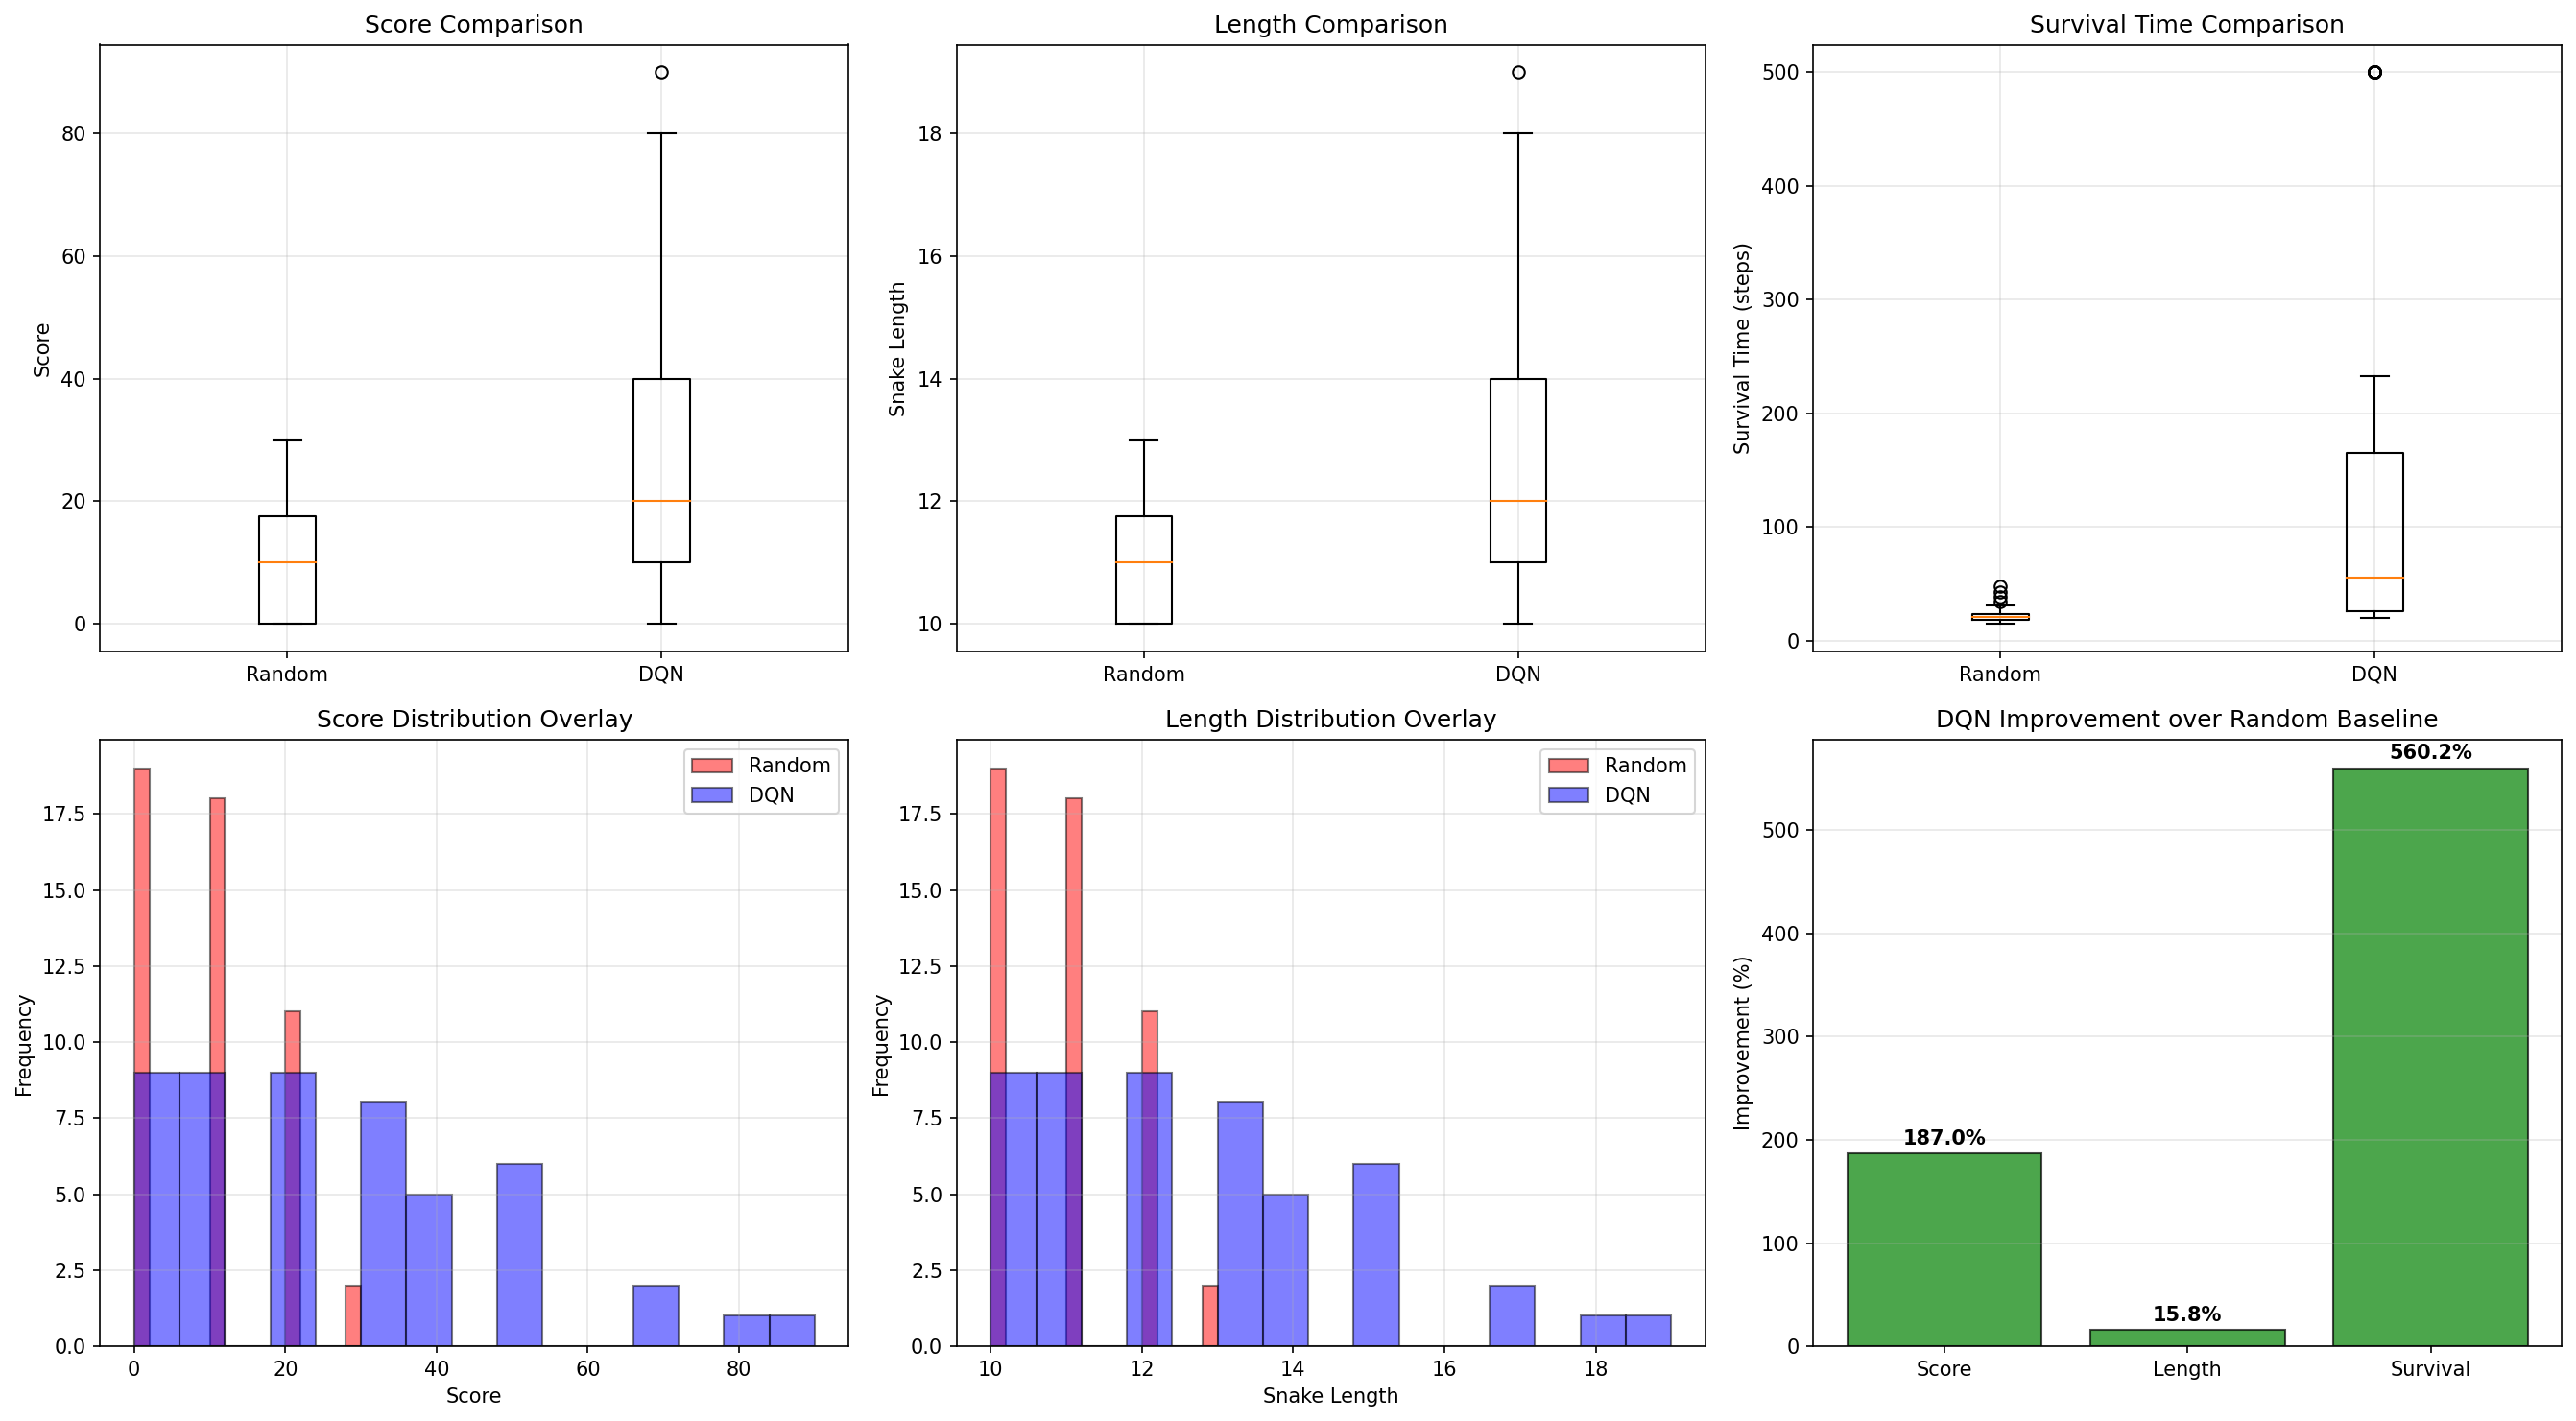 Score Comparison
Score
80
60
40
20
0
Random
DQN
Length Comparison
Snake Length
18
16
14
12
10
Random
DQN
Survival Time Comparison
Survival Time (steps)
500
400
300
200
100
0
Random
DQN
Score Distribution Overlay
Frequency
17.5
15.0
12.5
10.0
7.5
5.0
2.5
0.0
Random
DQN
0
20
40
60
80
Score
Length Distribution Overlay
Frequency
17.5
15.0
12.5
10.0
7.5
5.0
2.5
0.0
Random
DQN
10
12
14
16
18
Snake Length
DQN Improvement over Random Baseline
Improvement (%)
500
400
300
200
100
0
187.0%
15.8%
560.2%
Score
Length
Survival